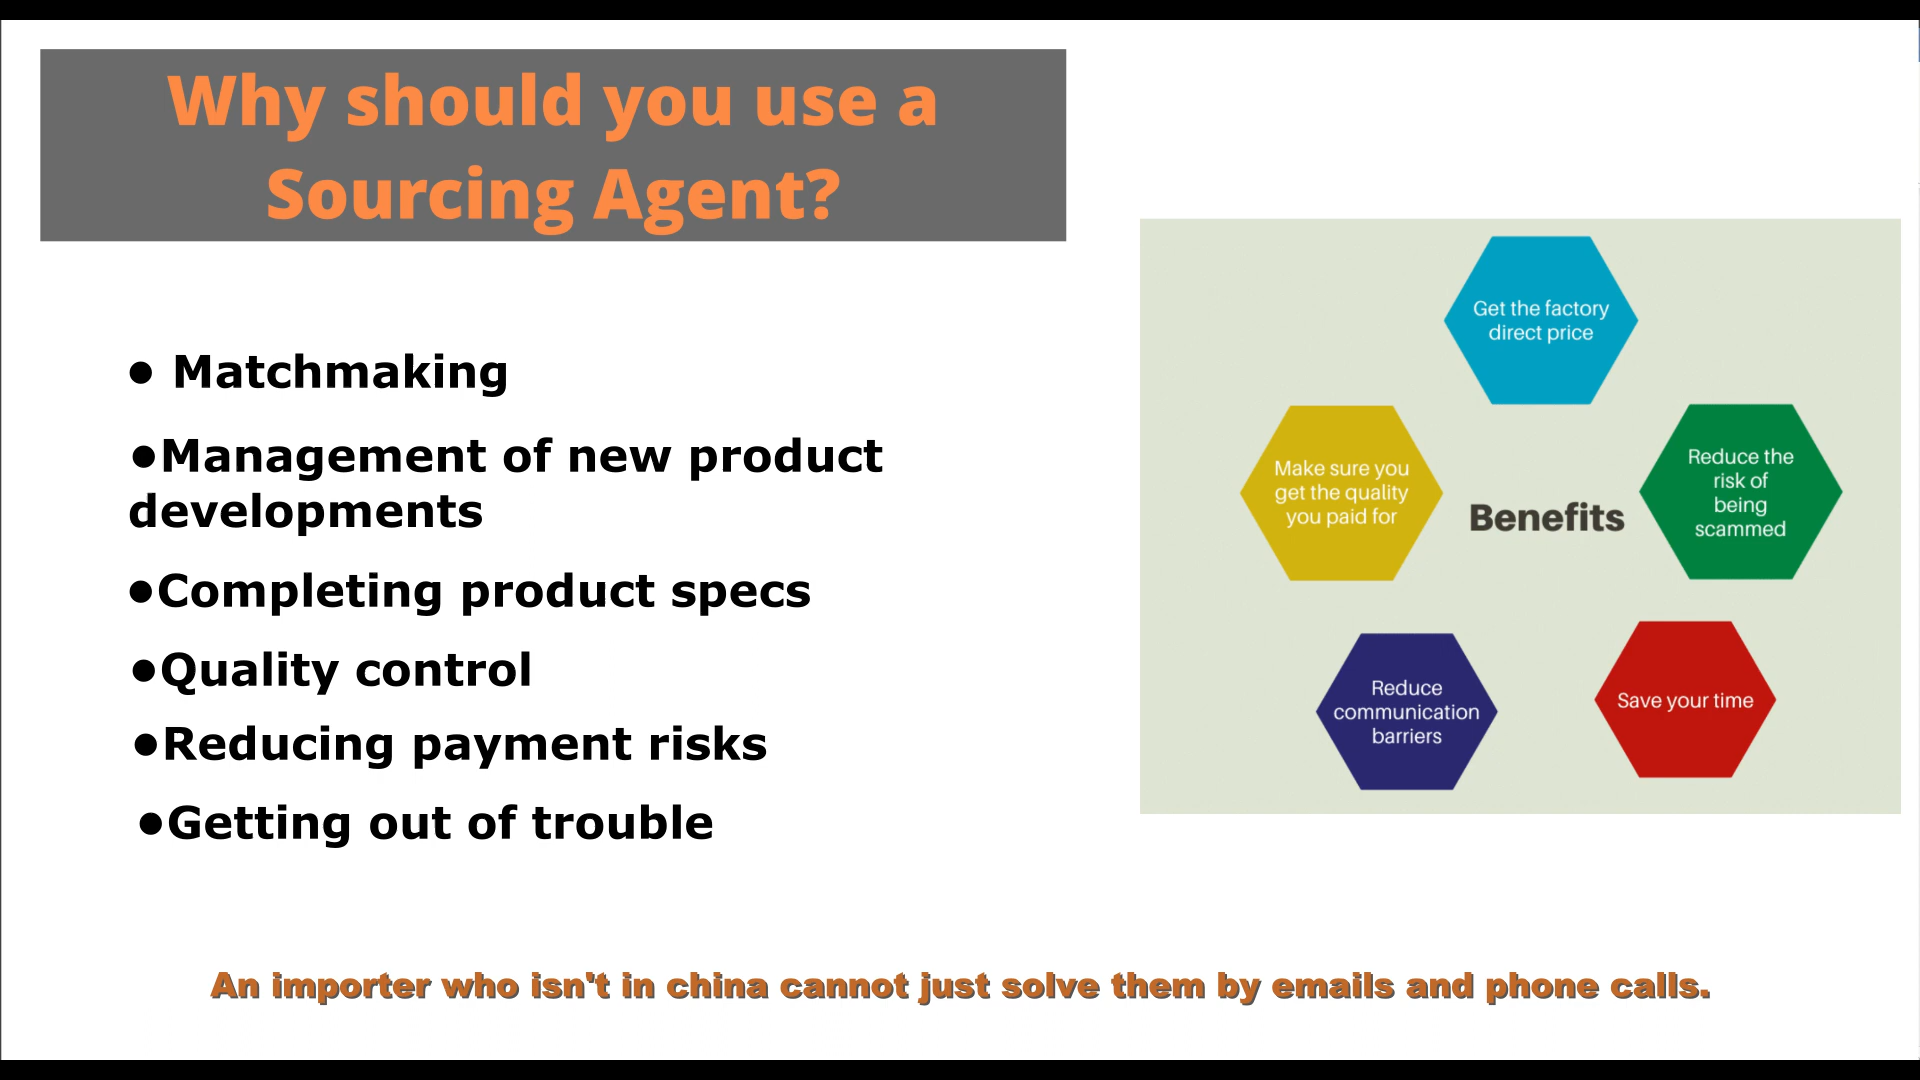 Why should you use a
Sourcing Agent?
● Matchmaking
●Management of new product
developments
●Completing product specs
●Quality control
●Reducing payment risks
●Getting out of trouble
Get the factory
direct price
Make sure you
get the quality
you paid for
Benefits
Reduce the
risk of
being
scammed
Reduce
communication
barriers
Save your time
An importer who isn't in china cannot just solve them by emails and phone calls.